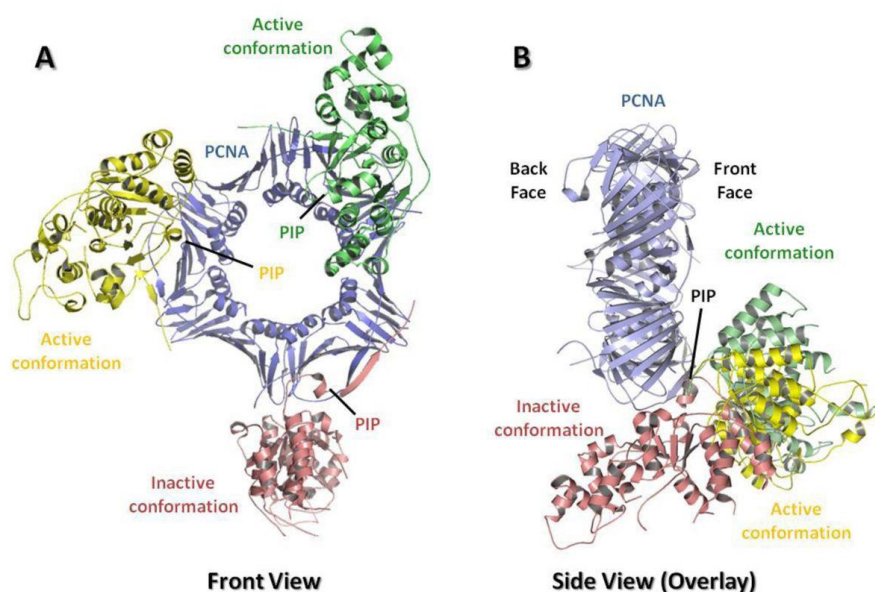 A
Active
conformation
PCNA
PIP
PIP
Active
conformation
PIP
Inactive
conformation
Front View
B
PCNA
Back
Face
Front
Face
Active
conformation
PIP
Inactive
conformation
Active
conformation
Side View (Overlay)